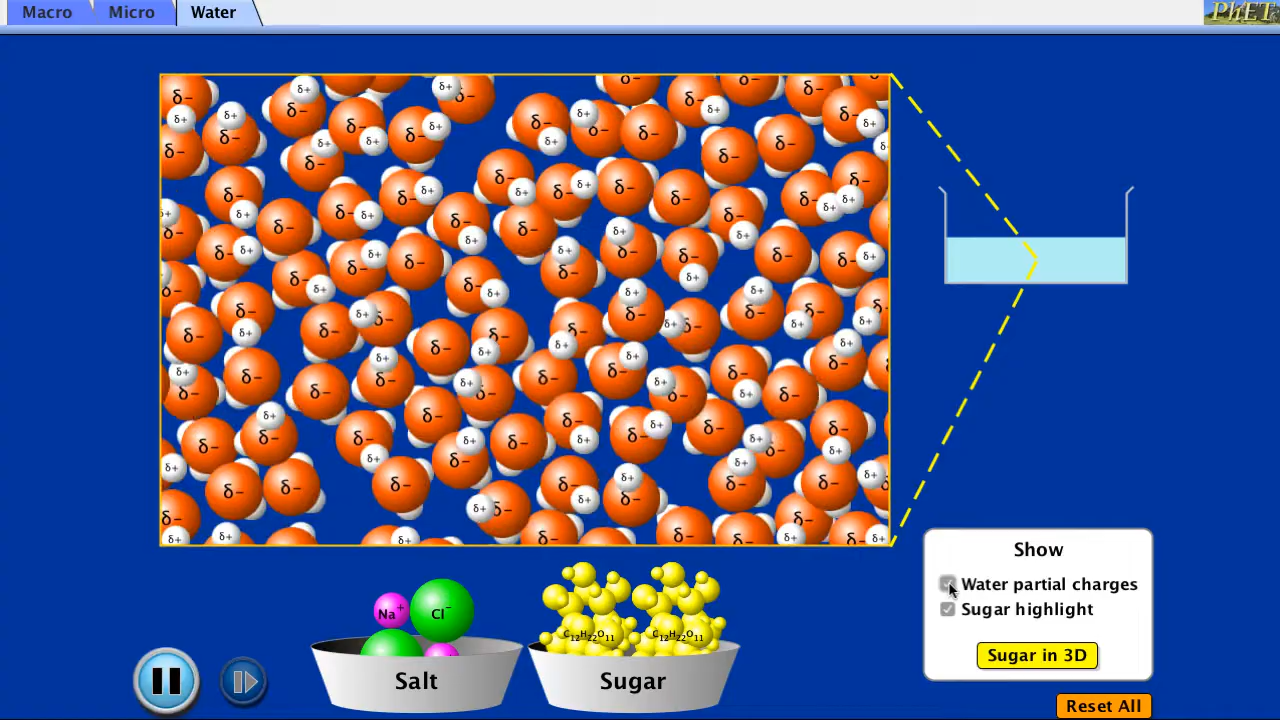 Macro
Micro
Water
PhET
Show
Water partial charges
Sugar highlight
Sugar in 3D
Reset All
Na+
Cl−
Salt
C12H22O11
C12H22O11
Sugar
δ−
δ+